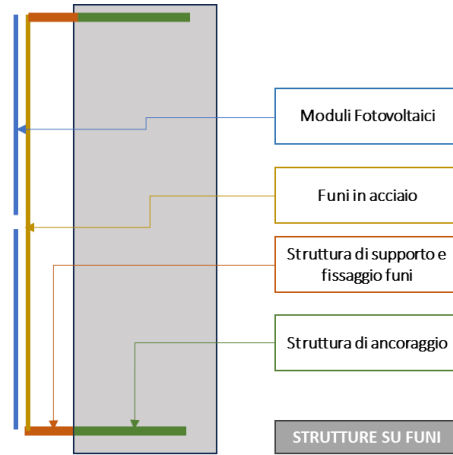 Moduli Fotovoltaici
Funi in acciaio
Struttura di supporto e
fissaggio funi
Struttura di ancoraggio
STRUTTURE SU FUNI